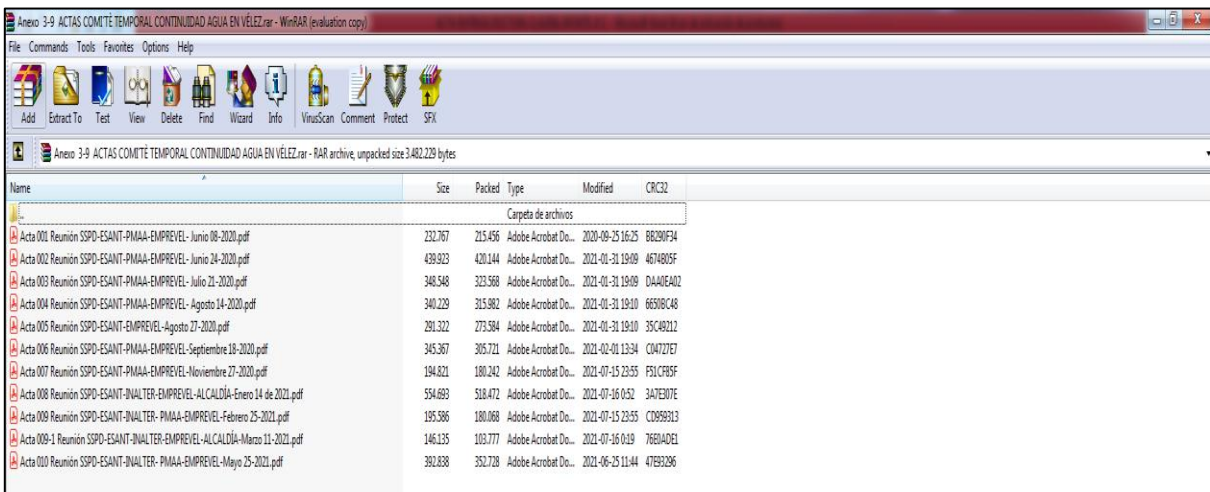 Anexo 3-9 ACTAS COMITÈ TEMPORAL CONTINUIDAD AGUA EN VÉLEZ.rar - WinRAR (evaluation copy)
File Commands Tools Favorites Options Help
Add Extract To Test View Delete Find Wizard Info VirusScan Comment Protect SFX
Anexo 3-9 ACTAS COMITÈ TEMPORAL CONTINUIDAD AGUA EN VÉLEZ.rar - RAR archive, unpacked size 3.482.229 bytes
Name Size Packed Type Modified CRC32
.. Carpeta de archivos
Acta 001 Reunión SSPD-ESANT-PMAA-EMPREVEL- Junio 08-2020.pdf 232.767 215.456 Adobe Acrobat Do... 2020-09-25 16:25 BB290F34
Acta 002 Reunión SSPD-ESANT-PMAA-EMPREVEL- Junio 24-2020.pdf 439.923 420.144 Adobe Acrobat Do... 2021-01-31 19:09 4674B05F
Acta 003 Reunión SSPD-ESANT-PMAA-EMPREVEL- Julio 21-2020.pdf 348.548 323.568 Adobe Acrobat Do... 2021-01-31 19:09 DAA0EA02
Acta 004 Reunión SSPD-ESANT-PMAA-EMPREVEL- Agosto 14-2020.pdf 340.229 315.982 Adobe Acrobat Do... 2021-01-31 19:10 6650BC48
Acta 005 Reunión SSPD-ESANT-EMPREVEL-Agosto 27-2020.pdf 291.322 273.584 Adobe Acrobat Do... 2021-01-31 19:10 35C49212
Acta 006 Reunión SSPD-ESANT-PMAA-EMPREVEL-Septiembre 18-2020.pdf 345.367 305.721 Adobe Acrobat Do... 2021-02-01 13:34 C04727E7
Acta 007 Reunión SSPD-ESANT-PMAA-EMPREVEL-Noviembre 27-2020.pdf 194.821 180.242 Adobe Acrobat Do... 2021-07-15 23:55 F51CF85F
Acta 008 Reunión SSPD-ESANT-INALTER-EMPREVEL-ALCALDÍA-Enero 14 de 2021.pdf 554.693 518.472 Adobe Acrobat Do... 2021-07-16 0:52 3A7E307E
Acta 009 Reunión SSPD-ESANT-INALTER- PMAA-EMPREVEL-Febrero 25-2021.pdf 195.586 180.068 Adobe Acrobat Do... 2021-07-15 23:55 CD959313
Acta 009-1 Reunión SSPD-ESANT-INALTER-EMPREVEL-ALCALDÍA-Marzo 11-2021.pdf 146.135 103.777 Adobe Acrobat Do... 2021-07-16 0:19 76E0ADE1
Acta 010 Reunión SSPD-ESANT-INALTER- PMAA-EMPREVEL-Mayo 25-2021.pdf 392.838 352.728 Adobe Acrobat Do... 2021-06-25 11:44 47E93296